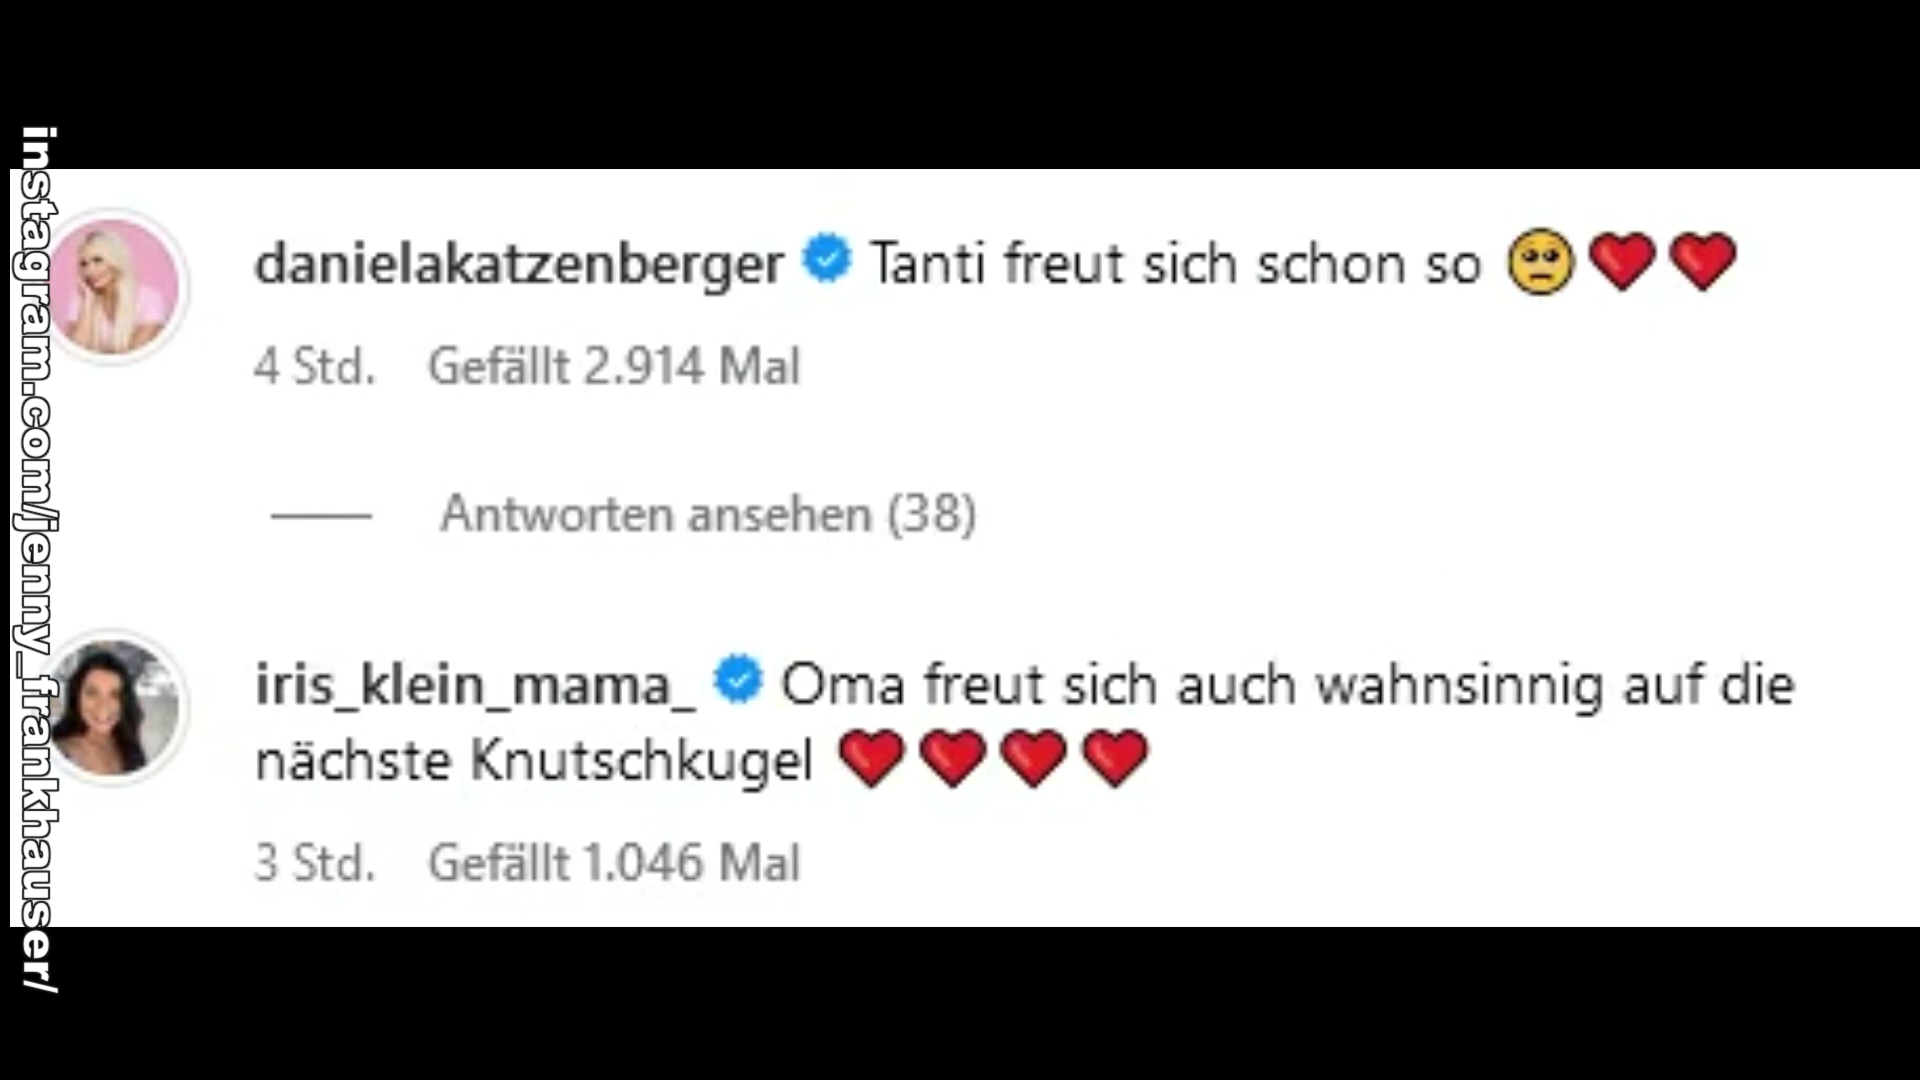 instagram.com/jenny_frankhauser/
danielakatzenberger Tanti freut sich schon so 🥺❤️❤️
4 Std. Gefällt 2.914 Mal
Antworten ansehen (38)
iris_klein_mama_ Oma freut sich auch wahnsinnig auf die
nächste Knutschkugel ❤️❤️❤️❤️
3 Std. Gefällt 1.046 Mal